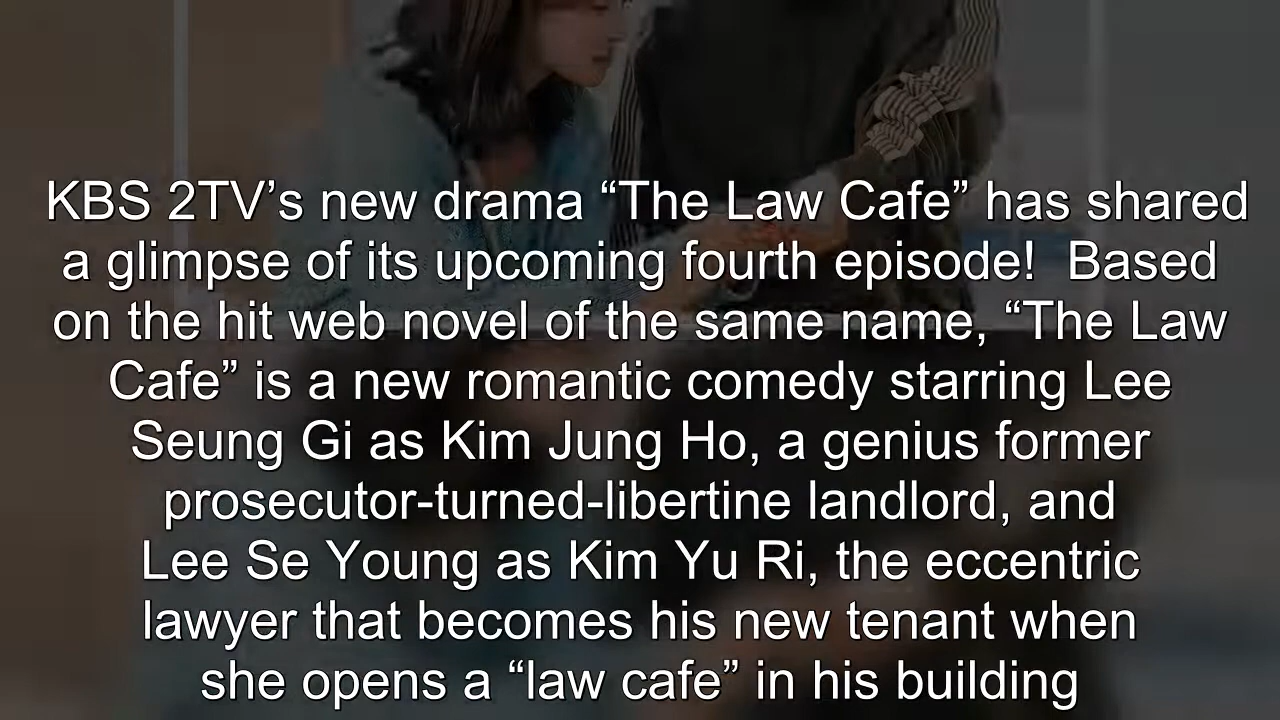 KBS 2TV’s new drama “The Law Cafe” has shared
a glimpse of its upcoming fourth episode!  Based
on the hit web novel of the same name, “The Law
Cafe” is a new romantic comedy starring Lee
Seung Gi as Kim Jung Ho, a genius former
prosecutor-turned-libertine landlord, and
Lee Se Young as Kim Yu Ri, the eccentric
lawyer that becomes his new tenant when
she opens a “law cafe” in his building